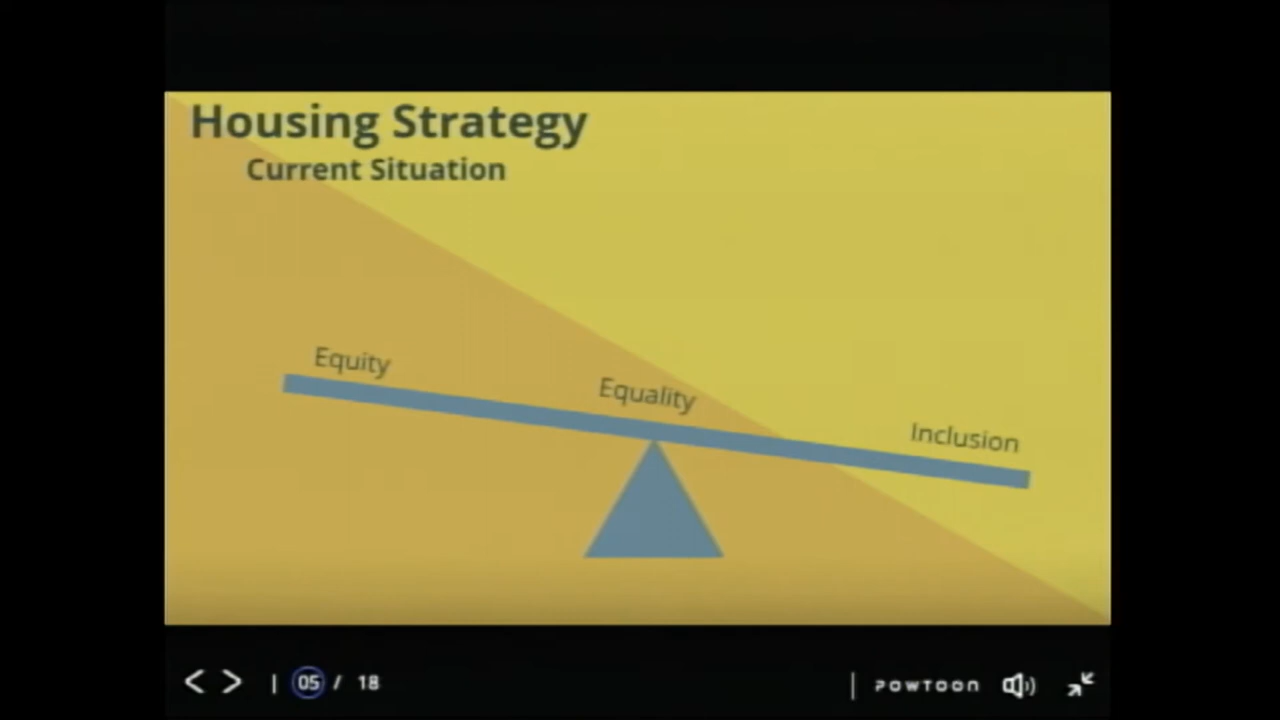 Housing Strategy
Current Situation
Equity
Equality
Inclusion
< > | 05 / 18
| POWTOON